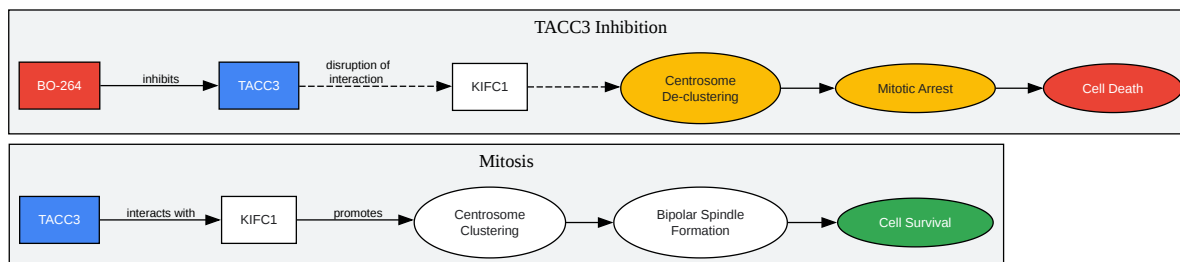 TACC3 Inhibition
BO-264
inhibits
TACC3
disruption of
interaction
KIFC1
Centrosome
De-clustering
Mitotic Arrest
Cell Death
Mitosis
TACC3
interacts with
KIFC1
promotes
Centrosome
Clustering
Bipolar Spindle
Formation
Cell Survival